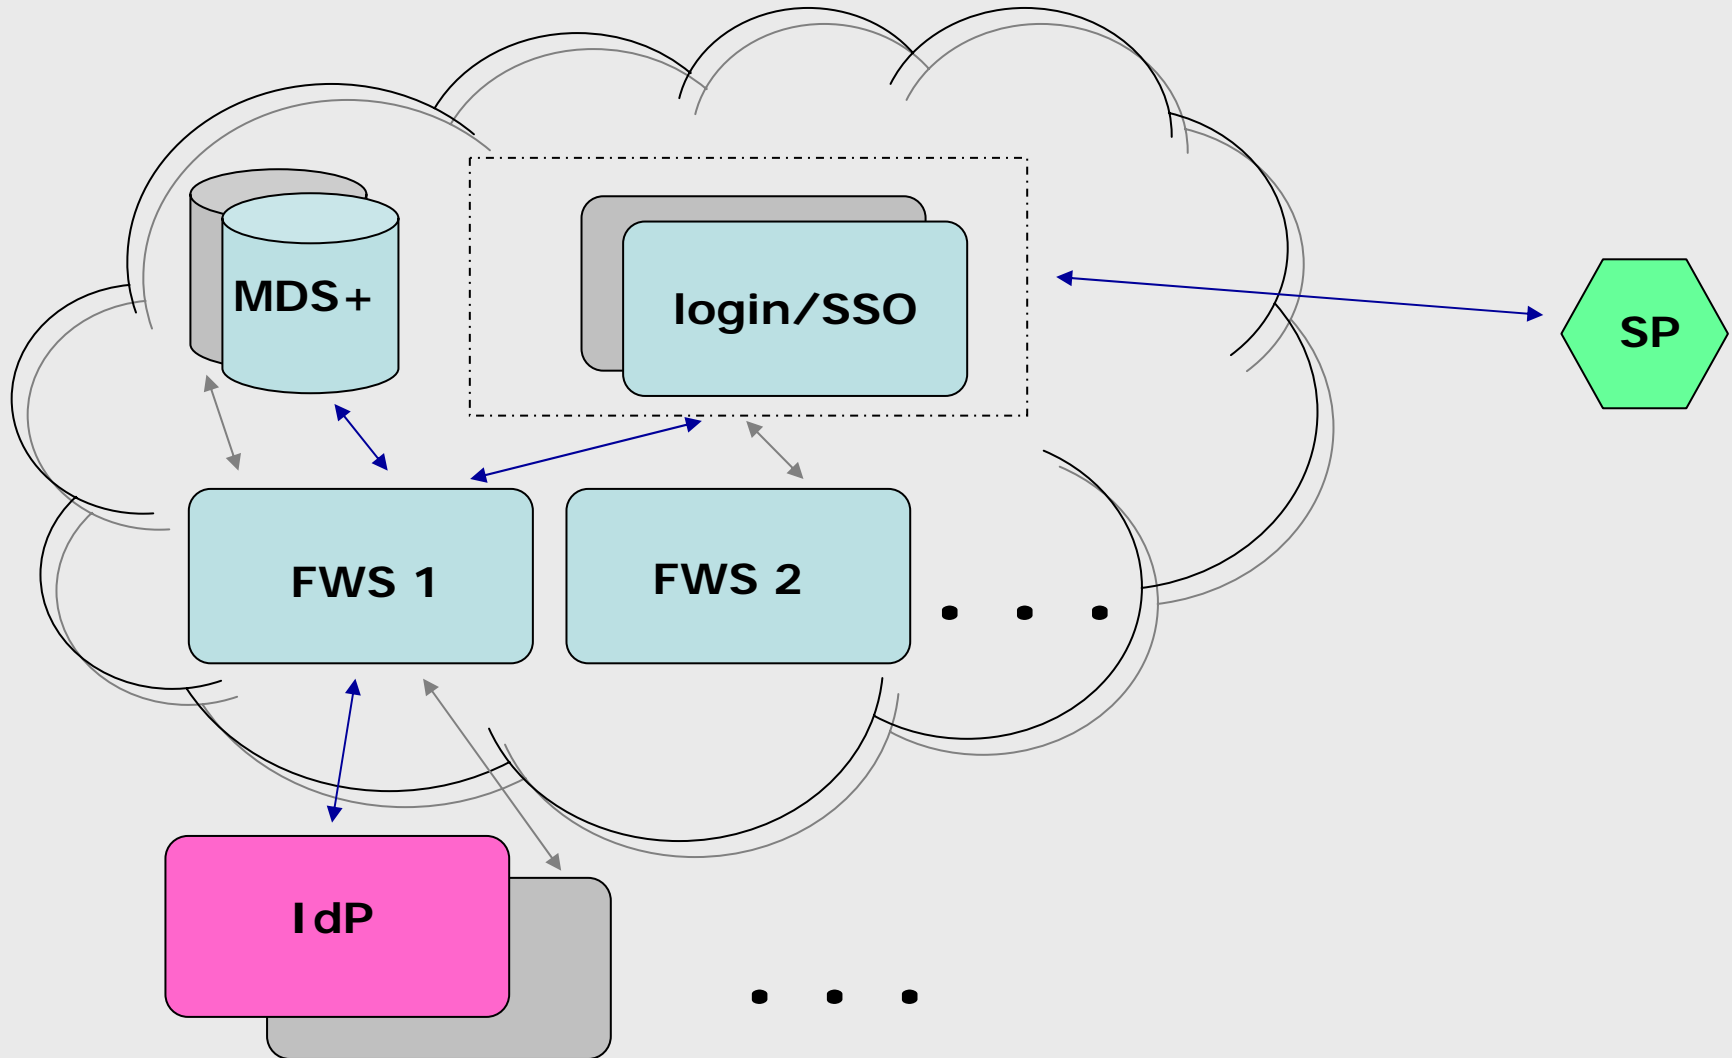 MDS+
login/SSO
SP
FWS 1
FWS 2
. . .
IdP
. . .